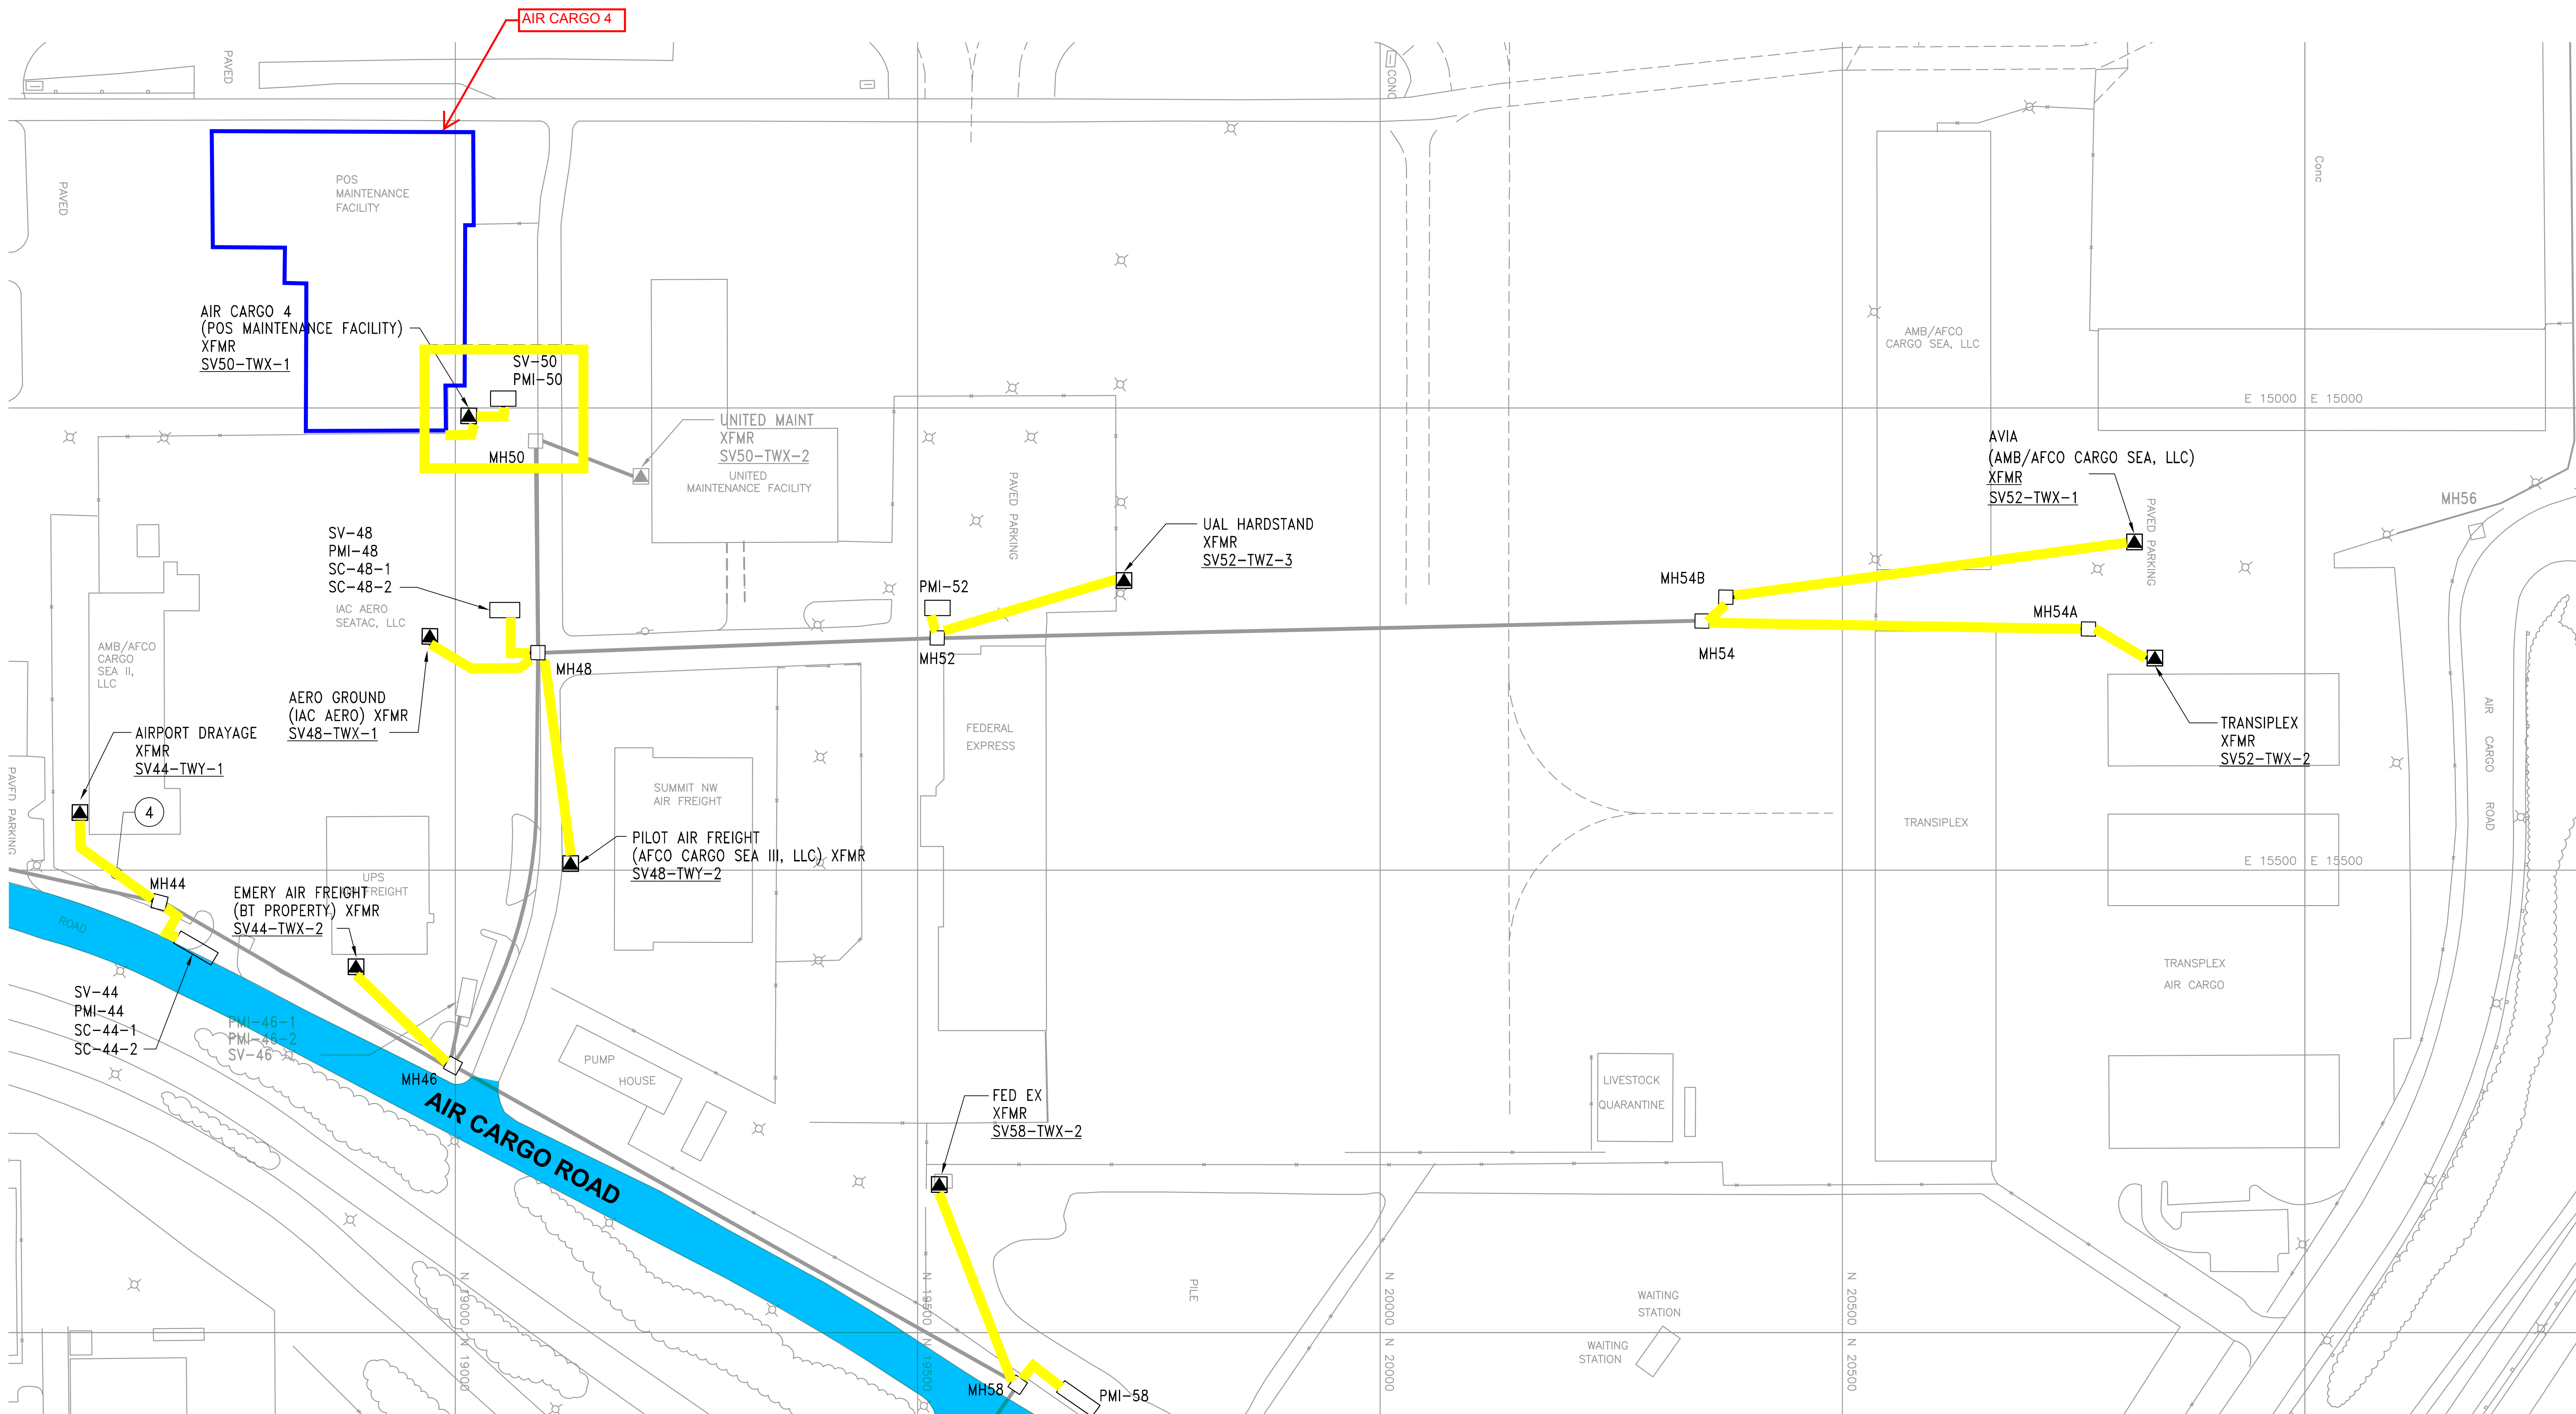 AIR CARGO 4
PAVED
CONC
PAVED
POS
MAINTENANCE
FACILITY
Conc
AIR CARGO 4
(POS MAINTENANCE FACILITY)
XFMR
SV50-TWX-1
SV-50
PMI-50
MH50
UNITED MAINT
XFMR
SV50-TWX-2
UNITED
MAINTENANCE FACILITY
AMB/AFCO
CARGO SEA, LLC
E 15000
E 15000
AVIA
(AMB/AFCO CARGO SEA, LLC)
XFMR
SV52-TWX-1
PAVED PARKING
MH56
PAVED PARKING
SV-48
PMI-48
SC-48-1
SC-48-2
IAC AERO
SEATAC, LLC
UAL HARDSTAND
XFMR
SV52-TWZ-3
PMI-52
MH52
MH54B
MH54
MH54A
MH48
AMB/AFCO
CARGO
SEA II,
LLC
AERO GROUND
(IAC AERO) XFMR
SV48-TWX-1
AIRPORT DRAYAGE
XFMR
SV44-TWY-1
4
PAVED PARKING
FEDERAL
EXPRESS
TRANSIPLEX
XFMR
SV52-TWX-2
AIR CARGO ROAD
SUMMIT NW
AIR FREIGHT
PILOT AIR FREIGHT
(AFCO CARGO SEA III, LLC) XFMR
SV48-TWY-2
TRANSIPLEX
E 15500
E 15500
MH44
UPS
FREIGHT
EMERY AIR FREIGHT
(BT PROPERTY) XFMR
SV44-TWX-2
ROAD
SV-44
PMI-44
SC-44-1
SC-44-2
PMI-46-1
PMI-46-2
SV-46
TRANSPLEX
AIR CARGO
MH46
PUMP
HOUSE
AIR CARGO ROAD
FED EX
XFMR
SV58-TWX-2
LIVESTOCK
QUARANTINE
PILE
WAITING
STATION
WAITING
STATION
N 19000
N 19000
N 19500
N 19500
N 20000
N 20000
N 20500
N 20500
MH58
PMI-58